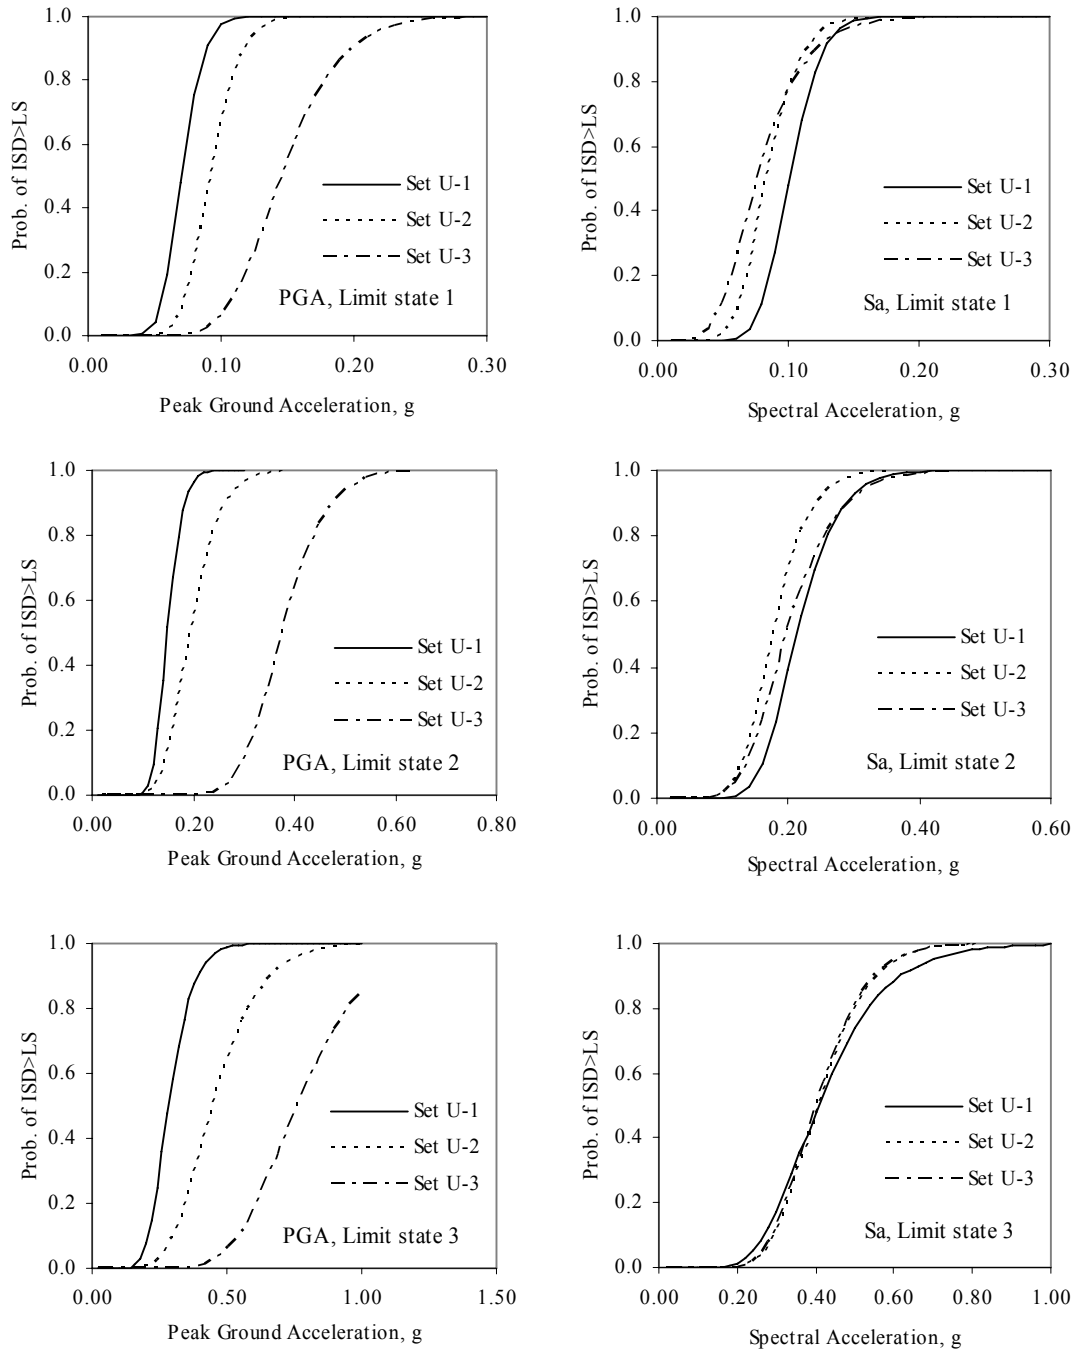 1.0
0.8
0.6
0.4
0.2
0.0
Prob. of ISD>LS
Set U-1
Set U-2
Set U-3
PGA, Limit state 1
0.00 0.10 0.20 0.30
Peak Ground Acceleration, g
1.0
0.8
0.6
0.4
0.2
0.0
Prob. of ISD>LS
Set U-1
Set U-2
Set U-3
Sa, Limit state 1
0.00 0.10 0.20 0.30
Spectral Acceleration, g
1.0
0.8
0.6
0.4
0.2
0.0
Prob. of ISD>LS
Set U-1
Set U-2
Set U-3
PGA, Limit state 2
0.00 0.20 0.40 0.60 0.80
Peak Ground Acceleration, g
1.0
0.8
0.6
0.4
0.2
0.0
Prob. of ISD>LS
Set U-1
Set U-2
Set U-3
Sa, Limit state 2
0.00 0.20 0.40 0.60
Spectral Acceleration, g
1.0
0.8
0.6
0.4
0.2
0.0
Prob. of ISD>LS
Set U-1
Set U-2
Set U-3
PGA, Limit state 3
0.00 0.50 1.00 1.50
Peak Ground Acceleration, g
1.0
0.8
0.6
0.4
0.2
0.0
Prob. of ISD>LS
Set U-1
Set U-2
Set U-3
Sa, Limit state 3
0.00 0.20 0.40 0.60 0.80 1.00
Spectral Acceleration, g